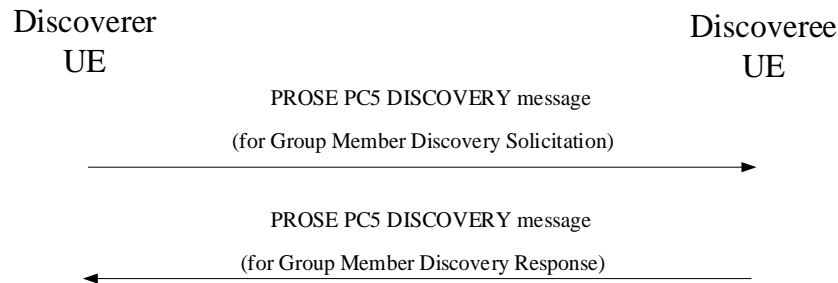 Discoverer
UE
Discoveree
UE
PROSE PC5 DISCOVERY message
(for Group Member Discovery Solicitation)
PROSE PC5 DISCOVERY message
(for Group Member Discovery Response)